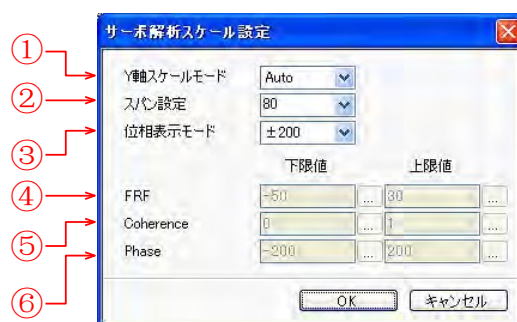 サーボ解析スケール設定
① Y軸スケールモード Auto
② スパン設定 80
③ 位相表示モード ±200
下限値 上限値
④ FRF -50 ... 30 ...
⑤ Coherence 0 ... 1 ...
⑥ Phase -200 ... 200 ...
OK キャンセル